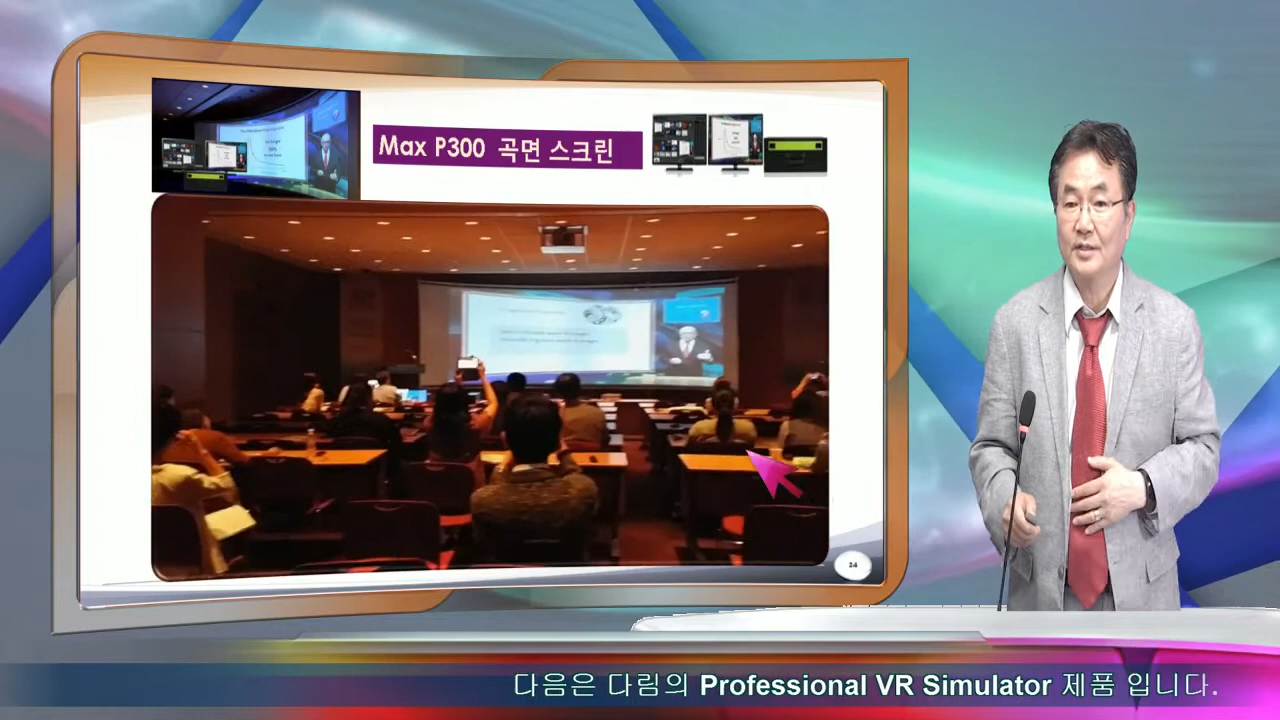 Max P300 곡면 스크린
24
다음은 다림의 Professional VR Simulator 제품 입니다.